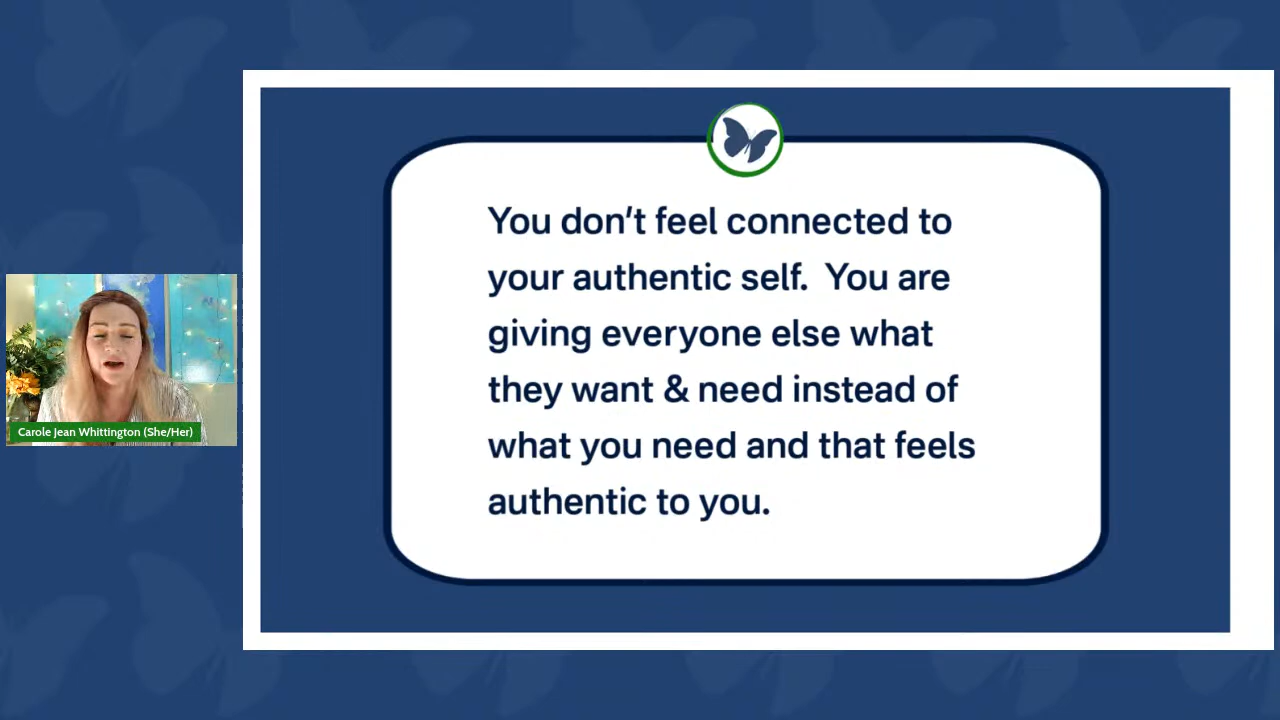 You don’t feel connected to
your authentic self.  You are
giving everyone else what
they want & need instead of
what you need and that feels
authentic to you.
Carole Jean Whittington (She/Her)